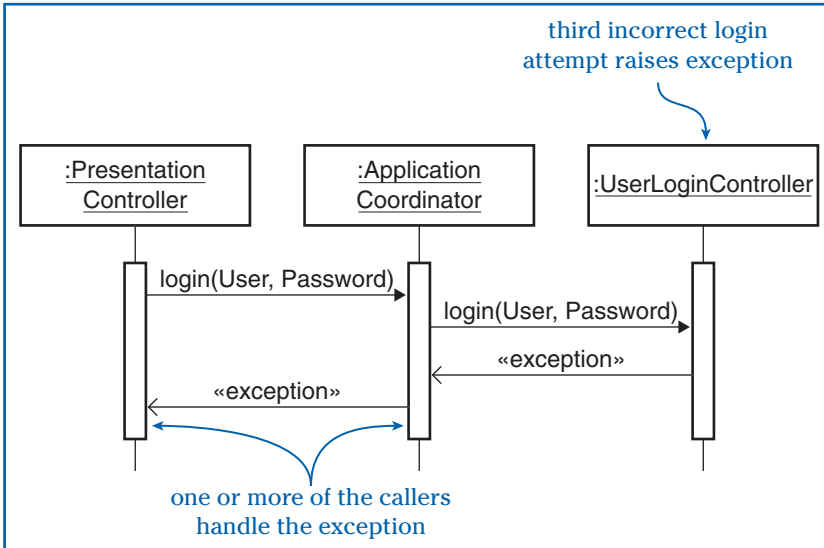 third incorrect login
attempt raises exception
:Presentation
Controller
:Application
Coordinator
:UserLoginController
login(User, Password)
login(User, Password)
«exception»
«exception»
one or more of the callers
handle the exception